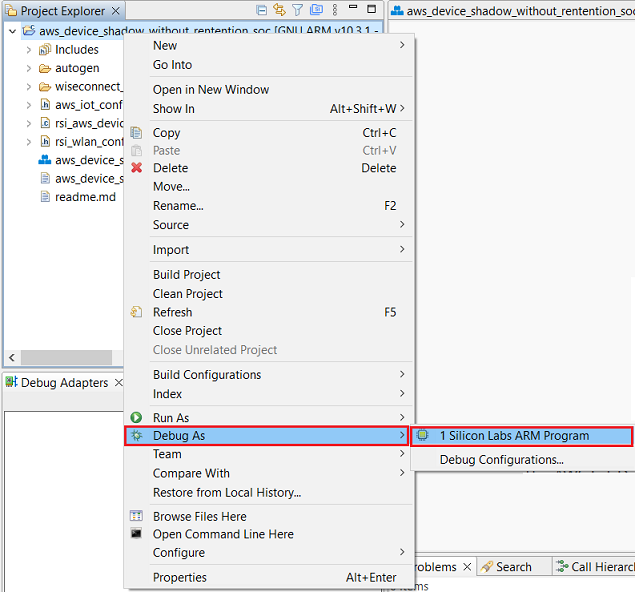 Project Explorer
aws_device_shadow_without_rentention_soc [GNU ARM v10.3.1 -
Includes
autogen
wiseconnect_
aws_iot_conf
rsi_aws_devic
rsi_wlan_conf
aws_device_s
aws_device_s
readme.md
Debug Adapters
New
Go Into
Open in New Window
Show In Alt+Shift+W
Copy Ctrl+C
Paste Ctrl+V
Delete Delete
Move...
Rename... F2
Source
Import
Build Project
Clean Project
Refresh F5
Close Project
Close Unrelated Project
Build Configurations
Index
Run As
Debug As
Team
Compare With
Restore from Local History...
Browse Files Here
Open Command Line Here
Configure
Properties Alt+Enter
1 Silicon Labs ARM Program
Debug Configurations...
aws_device_shadow_without_rentention_soc
roblems
Search
Call Hierarch
items